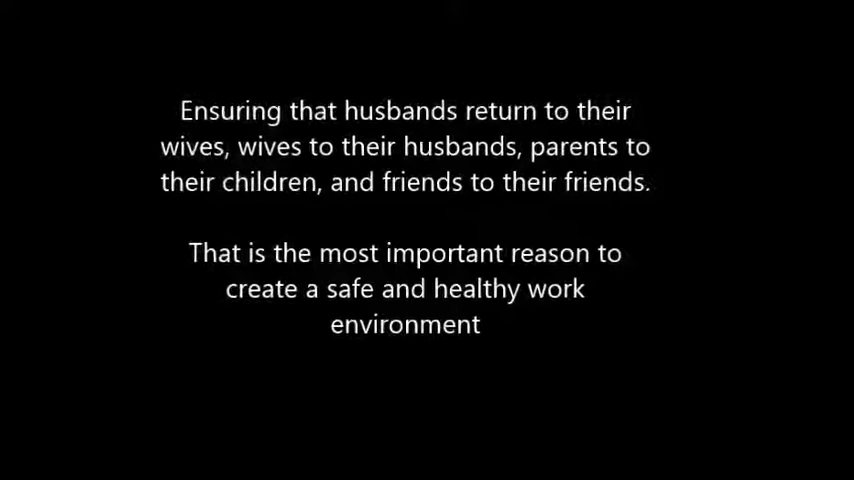 Ensuring that husbands return to their
wives, wives to their husbands, parents to
their children, and friends to their friends.
That is the most important reason to
create a safe and healthy work
environment